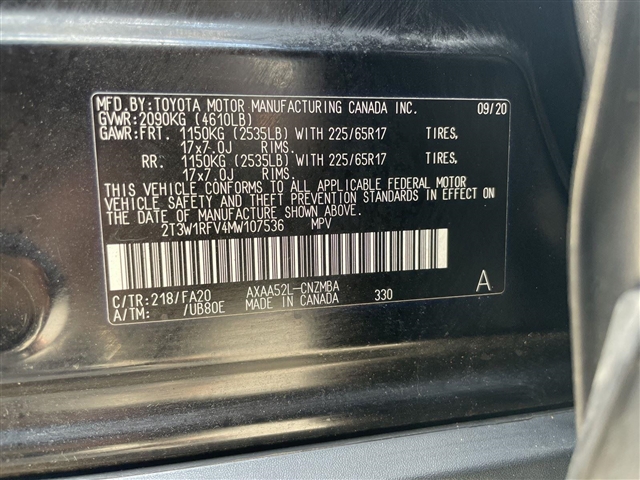 MFD.BY:TOYOTA MOTOR MANUFACTURING CANADA INC. 09/20
GVWR:2090KG (4610LB)
GAWR:FRT. 1150KG (2535LB) WITH 225/65R17 TIRES,
17x7.0J RIMS.
RR. 1150KG (2535LB) WITH 225/65R17 TIRES,
17x7.0J RIMS.
THIS VEHICLE CONFORMS TO ALL APPLICABLE FEDERAL MOTOR
VEHICLE SAFETY AND THEFT PREVENTION STANDARDS IN EFFECT ON
THE DATE OF MANUFACTURE SHOWN ABOVE.
2T3W1RFV4MW107536 MPV
C/TR:218/FA20 AXAA52L-CNZMBA 330 A
A/TM: /UB80E MADE IN CANADA